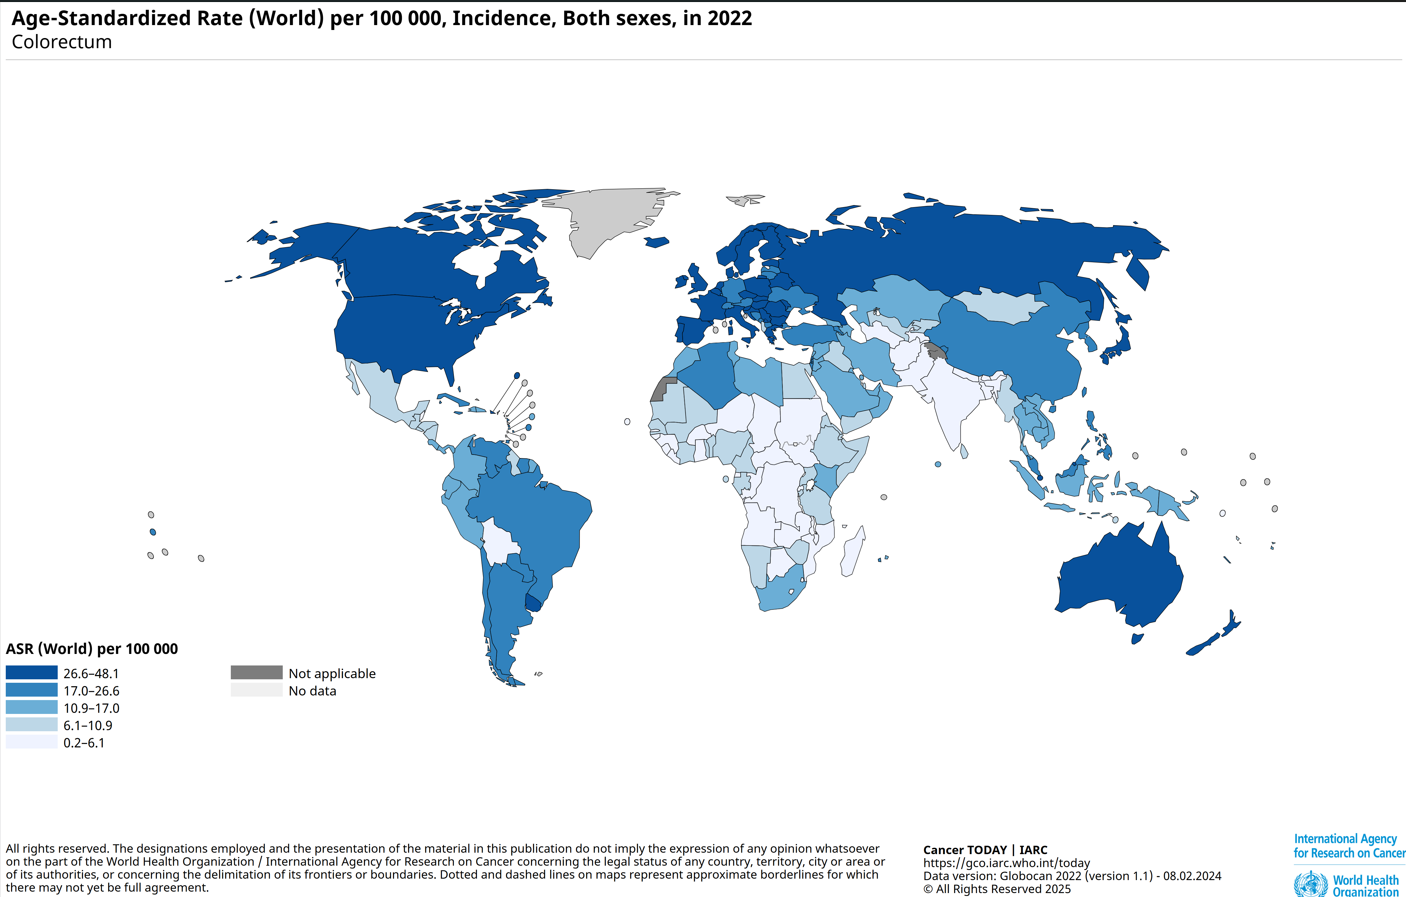 Age-Standardized Rate (World) per 100 000, Incidence, Both sexes, in 2022
Colorectum
ASR (World) per 100 000
26.6–48.1
17.0–26.6
10.9–17.0
6.1–10.9
0.2–6.1
Not applicable
No data
All rights reserved. The designations employed and the presentation of the material in this publication do not imply the expression of any opinion whatsoever
on the part of the World Health Organization / International Agency for Research on Cancer concerning the legal status of any country, territory, city or area or
of its authorities, or concerning the delimitation of its frontiers or boundaries. Dotted and dashed lines on maps represent approximate borderlines for which
there may not yet be full agreement.
Cancer TODAY | IARC
https://gco.iarc.who.int/today
Data version: Globocan 2022 (version 1.1) - 08.02.2024
© All Rights Reserved 2025
International Agency
for Research on Cancer
World Health
Organization